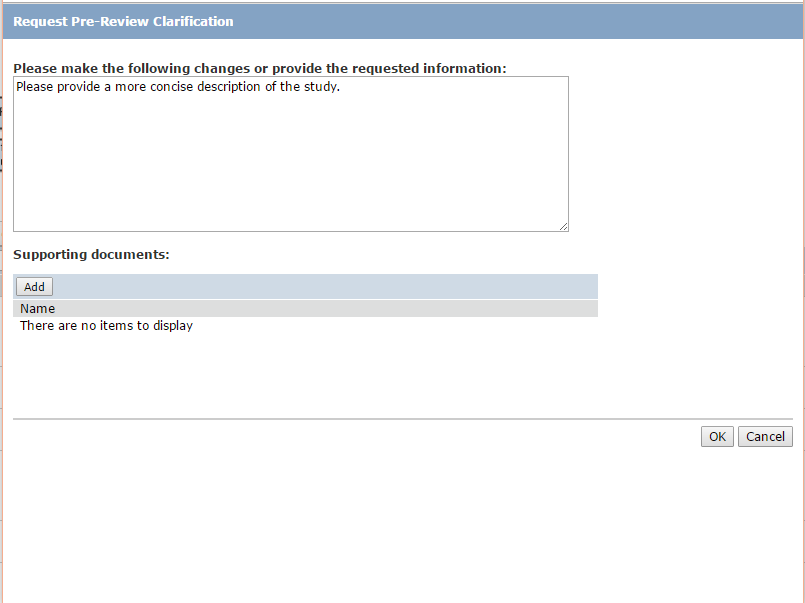 Request Pre-Review Clarification
Please make the following changes or provide the requested information:
Please provide a more concise description of the study.
Supporting documents:
Add
Name
There are no items to display
OK Cancel